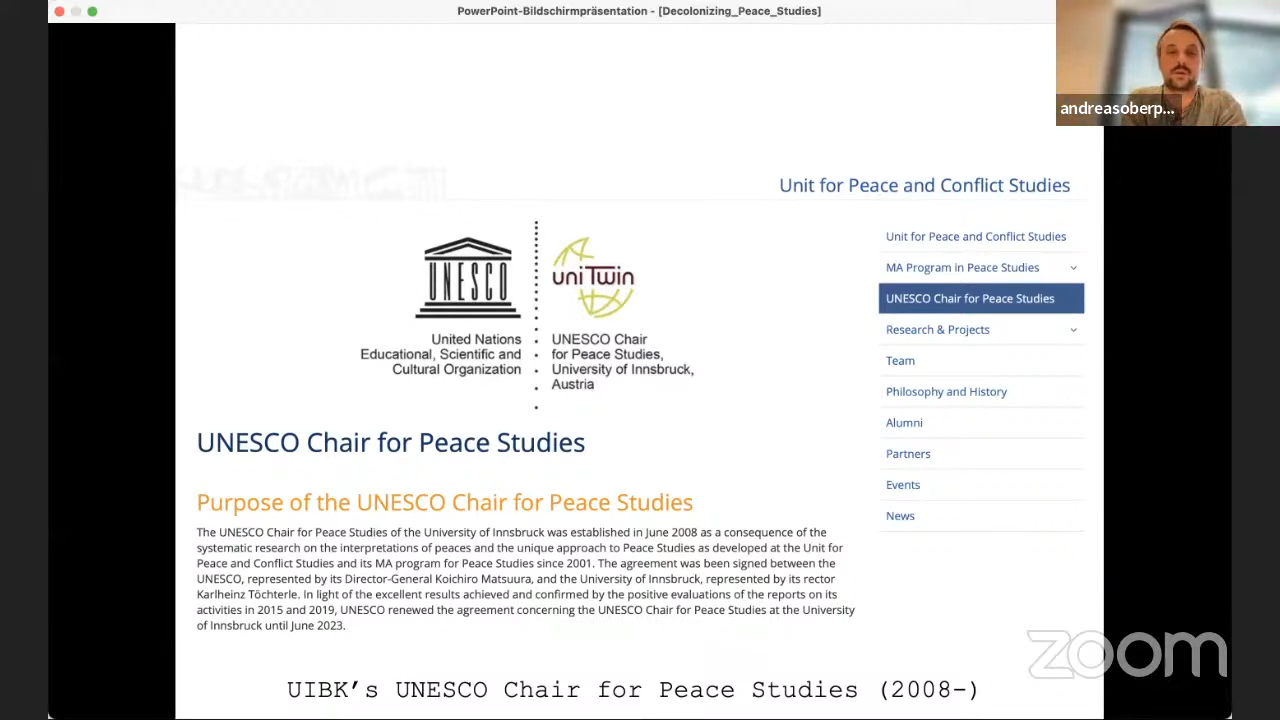 PowerPoint-Bildschirmpräsentation - [Decolonizing_Peace_Studies]
andreasoberp...
Unit for Peace and Conflict Studies
UNESCO
United Nations
Educational, Scientific and
Cultural Organization
uniTwin
UNESCO Chair
for Peace Studies,
University of Innsbruck,
Austria
Unit for Peace and Conflict Studies
MA Program in Peace Studies
UNESCO Chair for Peace Studies
Research & Projects
Team
Philosophy and History
Alumni
Partners
Events
News
UNESCO Chair for Peace Studies
Purpose of the UNESCO Chair for Peace Studies
The UNESCO Chair for Peace Studies of the University of Innsbruck was established in June 2008 as a consequence of the
systematic research on the interpretations of peaces and the unique approach to Peace Studies as developed at the Unit for
Peace and Conflict Studies and its MA program for Peace Studies since 2001. The agreement was signed between the
UNESCO, represented by its Director-General Koichiro Matsuura, and the University of Innsbruck, represented by its rector
Karlheinz Töchterle. In light of the excellent results achieved and confirmed by the positive evaluations of the reports on its
activities in 2015 and 2019, UNESCO renewed the agreement concerning the UNESCO Chair for Peace Studies at the University
of Innsbruck until June 2023.
zoom
UIBK’s UNESCO Chair for Peace Studies (2008-)